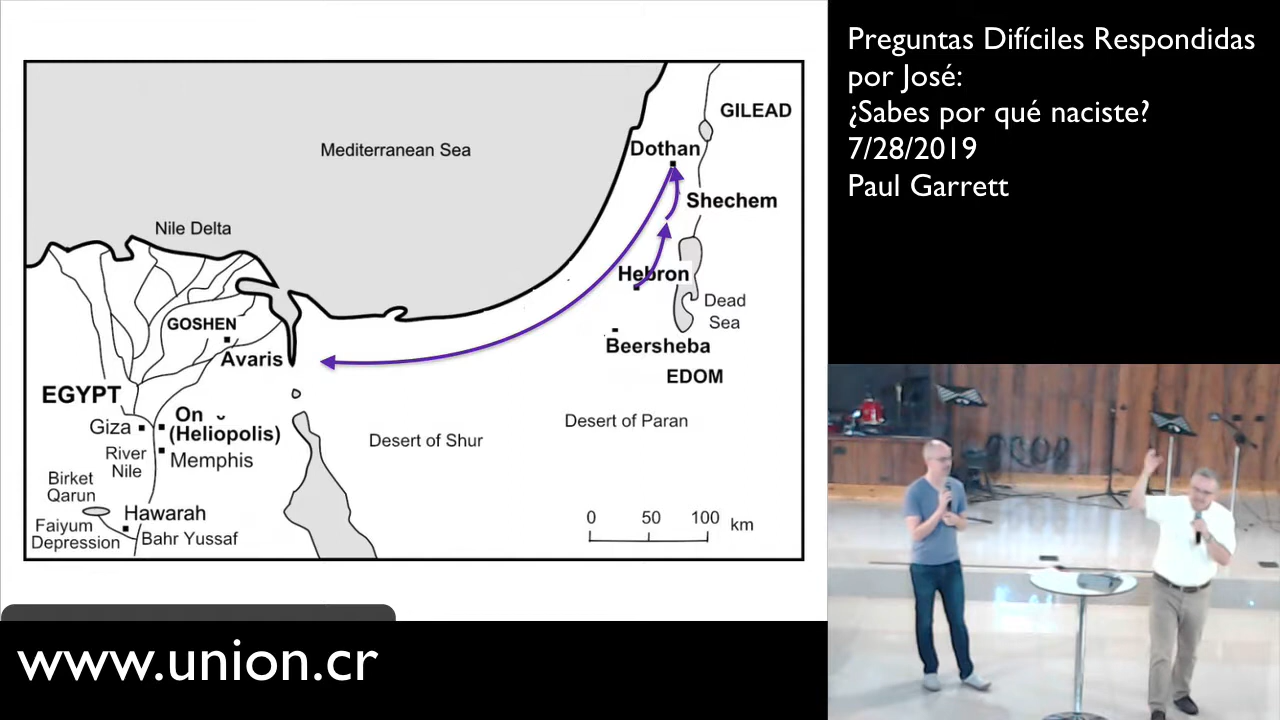 Preguntas Difíciles Respondidas
por José:
¿Sabes por qué naciste?
7/28/2019
Paul Garrett
GILEAD
Dothan
Mediterranean Sea
Shechem
Nile Delta
Hebron
Dead
Sea
GOSHEN
Avaris
Beersheba
EDOM
EGYPT
On
(Heliopolis)
Giza
Memphis
River
Nile
Desert of Shur
Desert of Paran
Birket
Qarun
Hawarah
Faiyum
Depression
Bahr Yussaf
0 50 100 km
www.union.cr